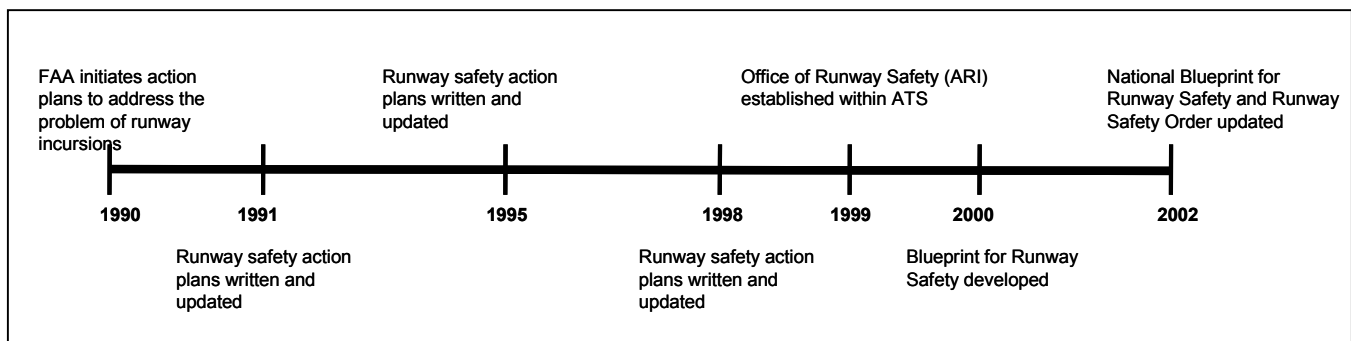 FAA initiates action
plans to address the
problem of runway
incursions
Runway safety action
plans written and
updated
Office of Runway Safety (ARI)
established within ATS
National Blueprint for
Runway Safety and Runway
Safety Order updated
1990
1991
1995
1998
1999
2000
2002
Runway safety action
plans written and
updated
Runway safety action
plans written and
updated
Blueprint for Runway
Safety developed